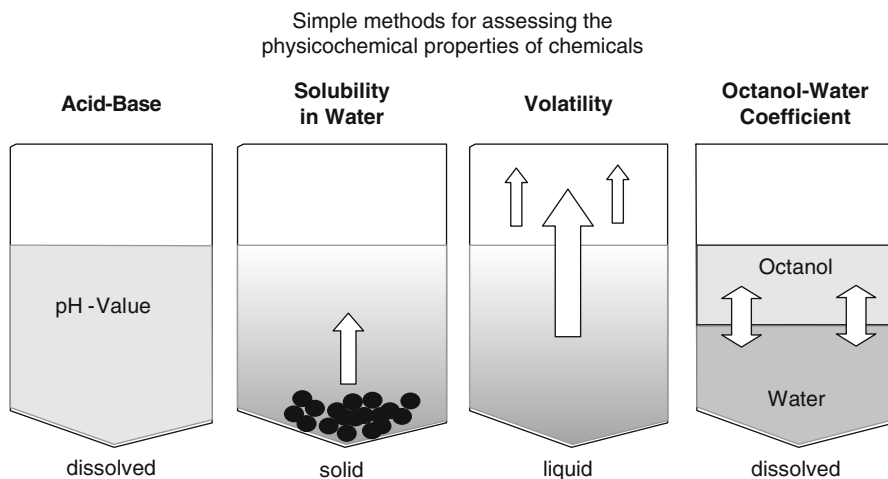 Simple methods for assessing the
physicochemical properties of chemicals
Acid-Base
Solubility
in Water
Volatility
Octanol-Water
Coefficient
pH -Value
Octanol
Water
dissolved
solid
liquid
dissolved